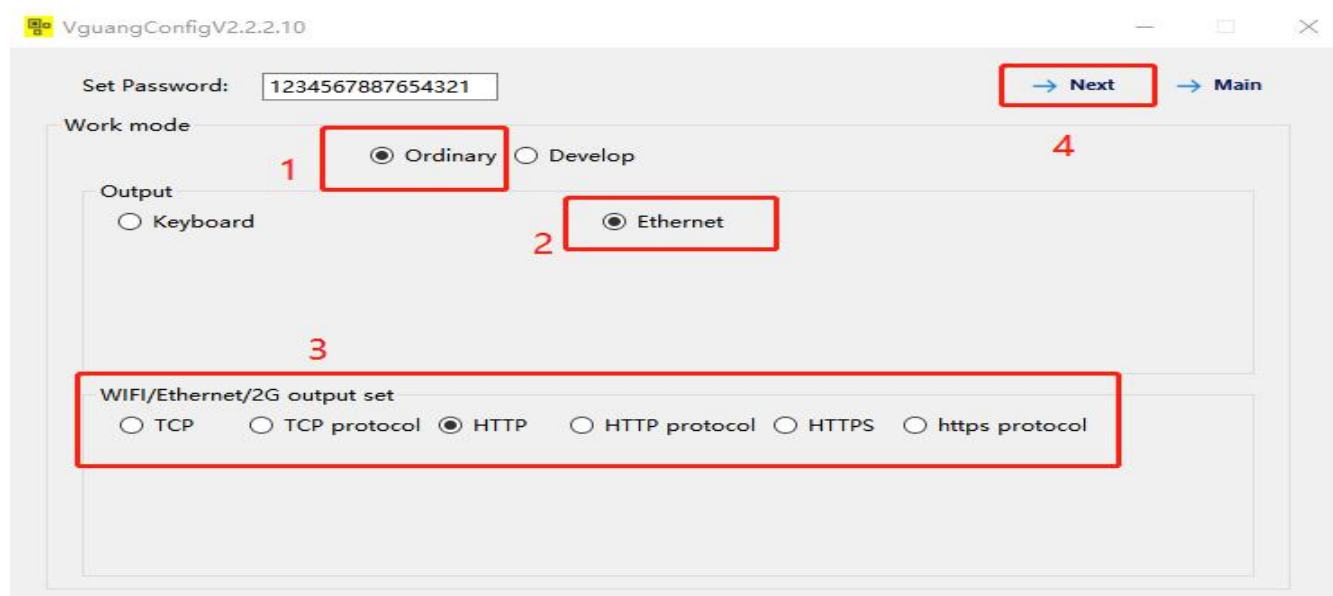 VguangConfigV2.2.2.10
Set Password: 1234567887654321 → Next → Main
Work mode
1 Ordinary Develop 4
Output
Keyboard 2 Ethernet
3
WIFI/Ethernet/2G output set
TCP TCP protocol HTTP HTTP protocol HTTPS https protocol